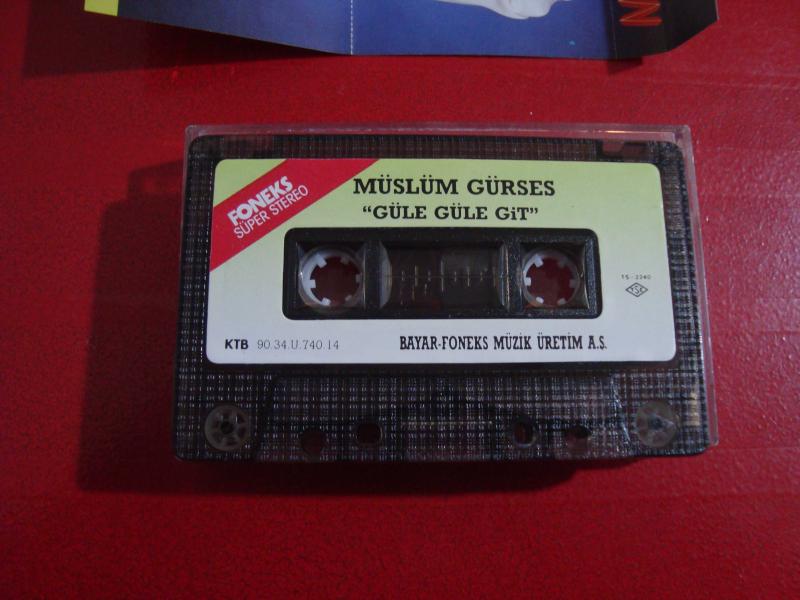 M
FONEKS
SÜPER STEREO
MÜSLÜM GÜRSES
"GÜLE GÜLE GiT"
TS-2240
TSE
KTB 90.34.U.740.14
BAYAR-FONEKS MÜZİK ÜRETİM A.Ş.